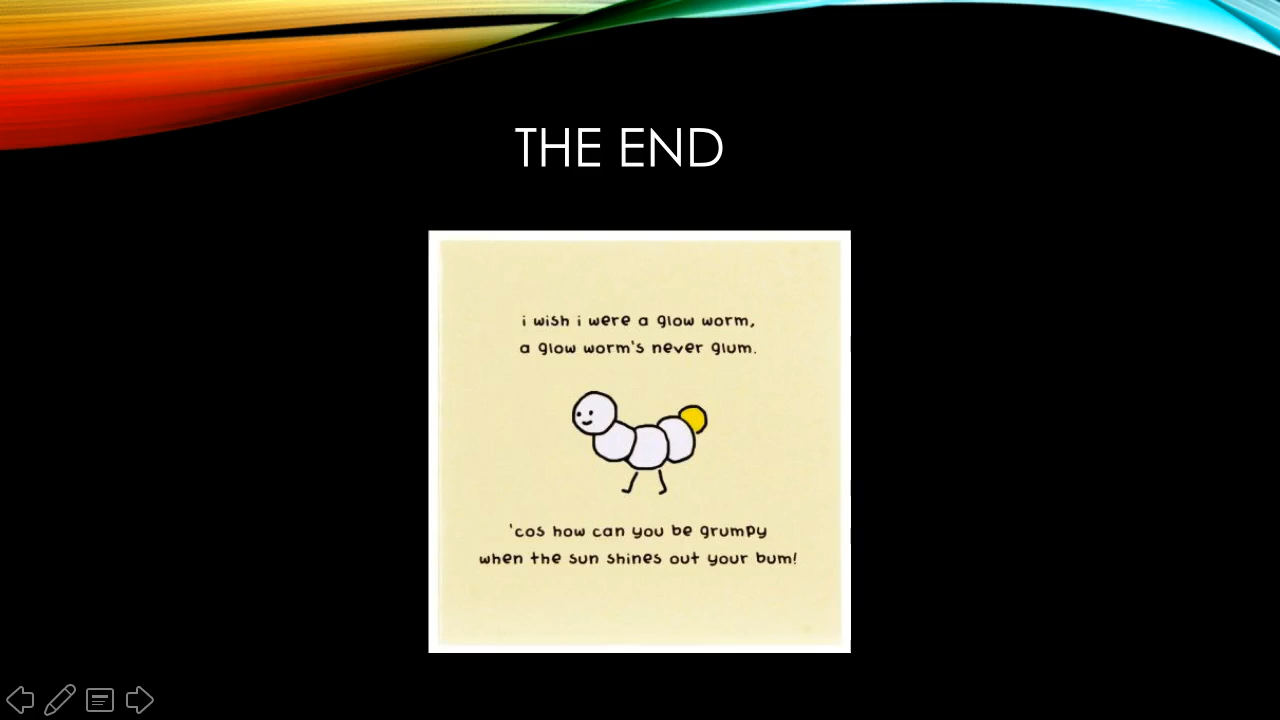 THE END
i wish i were a glow worm,
a glow worm's never glum.
'cos how can you be grumpy
when the sun shines out your bum!